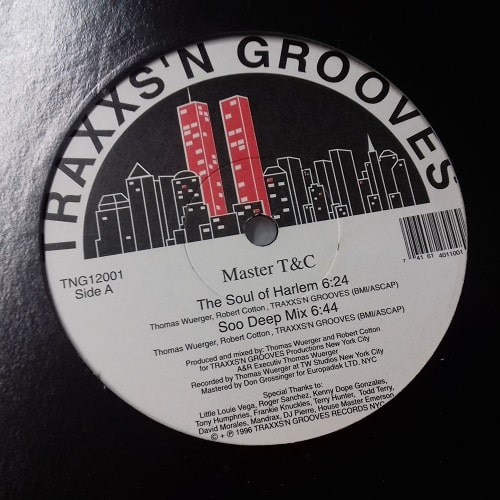 TRAXXS'N GROOVES
TNG12001
Side A
7 41 61 4011001
Master T&C
The Soul of Harlem 6:24
Thomas Wuerger, Robert Cotton, TRAXXS'N GROOVES (BMI/ASCAP)
Soo Deep Mix 6:44
Thomas Wuerger, Robert Cotton, TRAXXS'N GROOVES (BMI/ASCAP)
Produced and mixed by: Thomas Wuerger and Robert Cotton
for TRAXXS'N GROOVES Productions New York City
A&R Executiv Thomas Wuerger
Recorded by Thomas Wuerger at TW Studios New York City
Mastered by Don Grossinger for Europadisk LTD. NYC
Special Thanks to:
Little Louie Vega, Roger Sanchez, Kenny Dope Gonzales,
Tony Humphries, Frankie Knuckles, Terry Hunter, Todd Terry,
David Morales, Mandrax, DJ Pierre, House Master Emerson
© + ℗ 1996 TRAXXS'N GROOVES RECORDS NYC